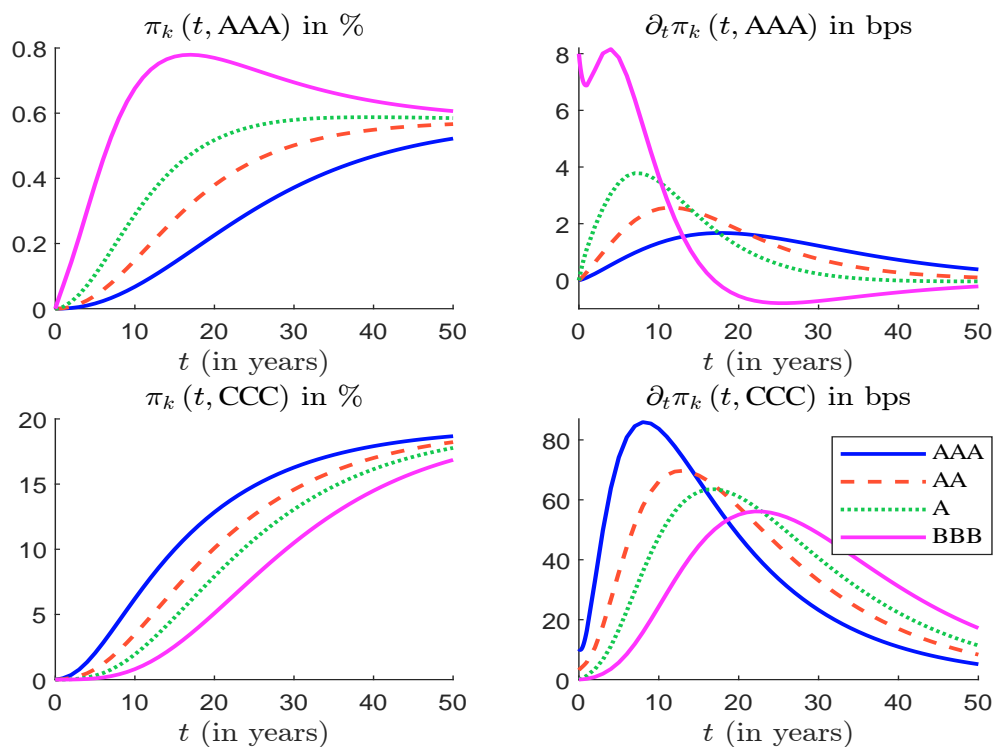 π_k (t, AAA) in %
0.8
0.6
0.4
0.2
0
0 10 20 30 40 50
t (in years)
∂_t π_k (t, AAA) in bps
8
6
4
2
0
0 10 20 30 40 50
t (in years)
π_k (t, CCC) in %
20
15
10
5
0
0 10 20 30 40 50
t (in years)
∂_t π_k (t, CCC) in bps
80
60
40
20
0
0 10 20 30 40 50
t (in years)
AAA
AA
A
BBB